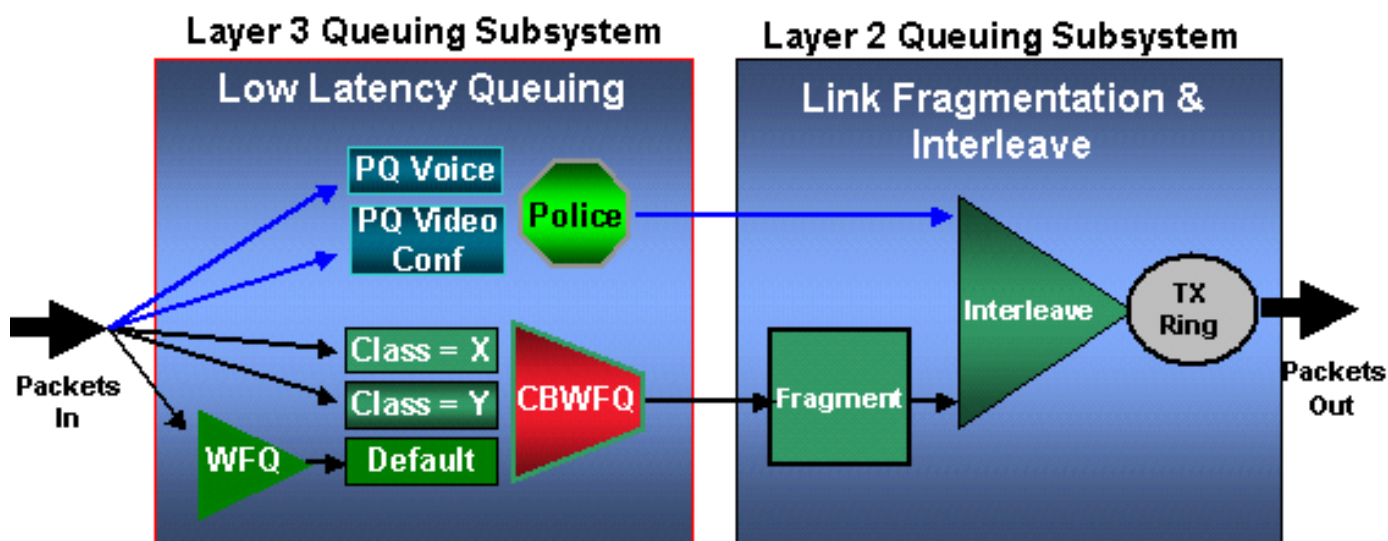 Layer 3 Queuing Subsystem
Layer 2 Queuing Subsystem
Low Latency Queuing
Link Fragmentation &
Interleave
PQ Voice
PQ Video
Conf
Police
Interleave
TX
Ring
Packets
In
Class = X
Class = Y
CBWFQ
Fragment
Packets
Out
WFQ
Default